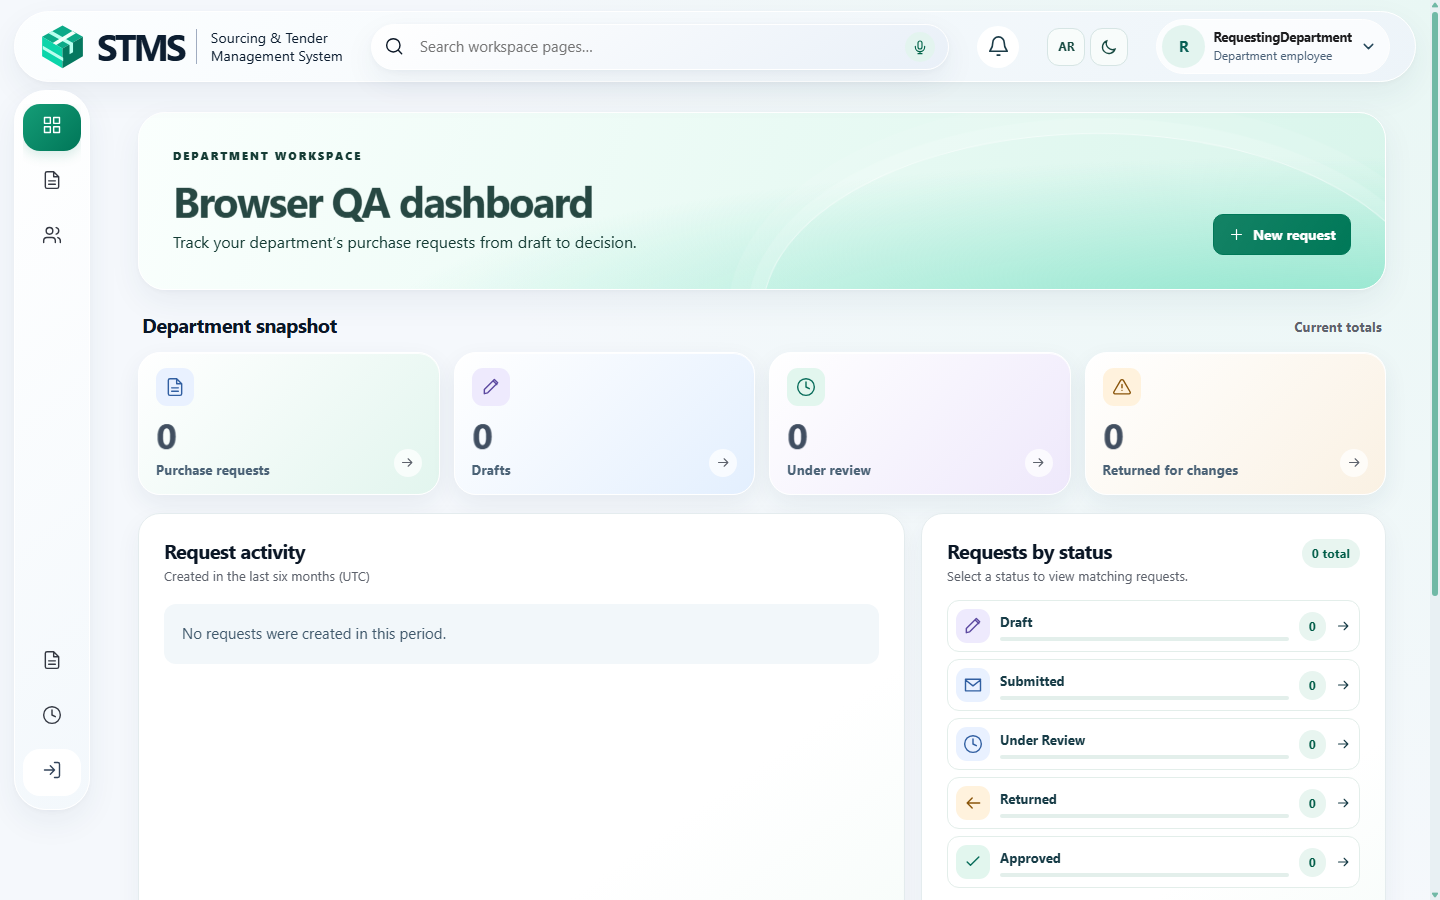 STMS
Sourcing & Tender
Management System
Search workspace pages...
AR
R
RequestingDepartment
Department employee
DEPARTMENT WORKSPACE
Browser QA dashboard
Track your department's purchase requests from draft to decision.
New request
Department snapshot
Current totals
0
Purchase requests
0
Drafts
0
Under review
0
Returned for changes
Request activity
Created in the last six months (UTC)
No requests were created in this period.
Requests by status
0 total
Select a status to view matching requests.
Draft
0
Submitted
0
Under Review
0
Returned
0
Approved
0